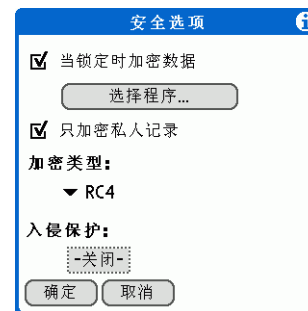 安全选项
当锁定时加密数据
选择程序...
只加密私人记录
加密类型:
RC4
入侵保护:
-关闭-
确定 取消